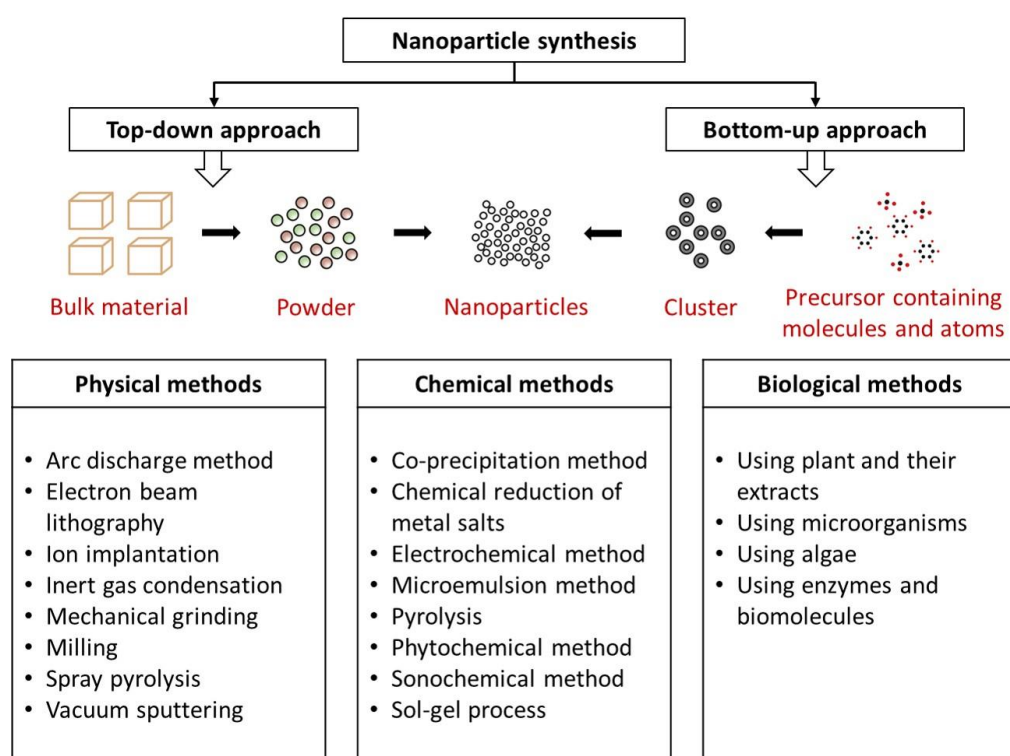 Nanoparticle synthesis
Top-down approach
Bottom-up approach
Bulk material
Powder
Nanoparticles
Cluster
Precursor containing
molecules and atoms
Physical methods
• Arc discharge method
• Electron beam
lithography
• Ion implantation
• Inert gas condensation
• Mechanical grinding
• Milling
• Spray pyrolysis
• Vacuum sputtering
Chemical methods
• Co-precipitation method
• Chemical reduction of
metal salts
• Electrochemical method
• Microemulsion method
• Pyrolysis
• Phytochemical method
• Sonochemical method
• Sol-gel process
Biological methods
• Using plant and their
extracts
• Using microorganisms
• Using algae
• Using enzymes and
biomolecules